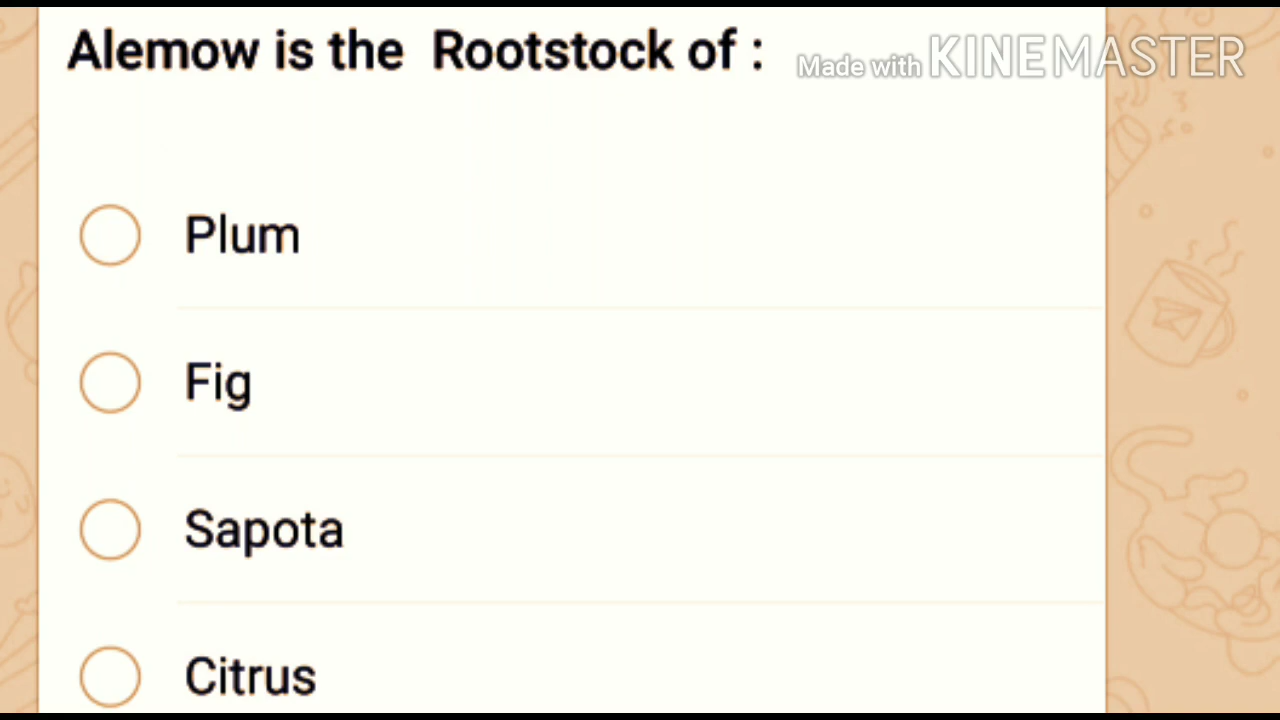 Alemow is the Rootstock of :
Made with KINEMASTER
Plum
Fig
Sapota
Citrus